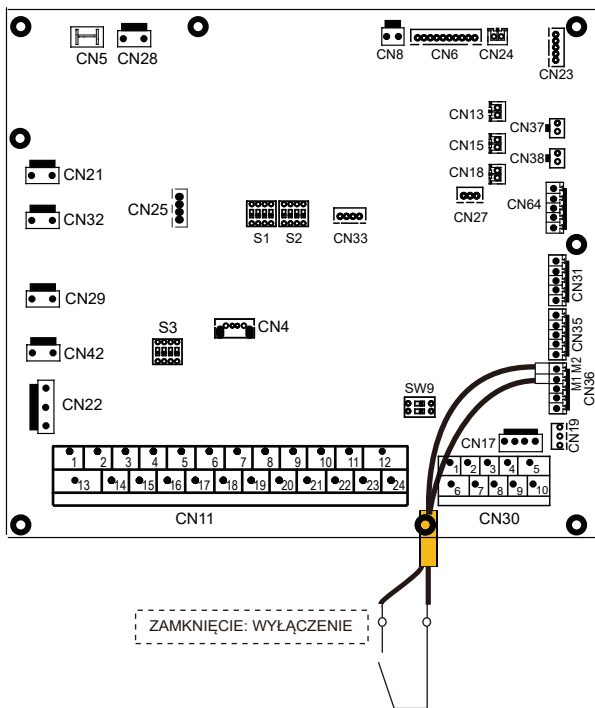 CN5 CN28 CN8 CN6 CN24 CN23
CN13
CN15
CN18
CN37
CN38
CN21
CN32
CN25
S1 S2 CN33
CN27
CN64
CN31
CN29
CN42
S3
CN4
CN35
CN22
SW9
M1 M2
CN36
CN17
CN19
1 2 3 4 5 6 7 8 9 10 11 12
13 14 15 16 17 18 19 20 21 22 23 24
CN11
1 2 3 4 5
6 7 8 9 10
CN30
ZAMKNIĘCIE: WYŁĄCZENIE